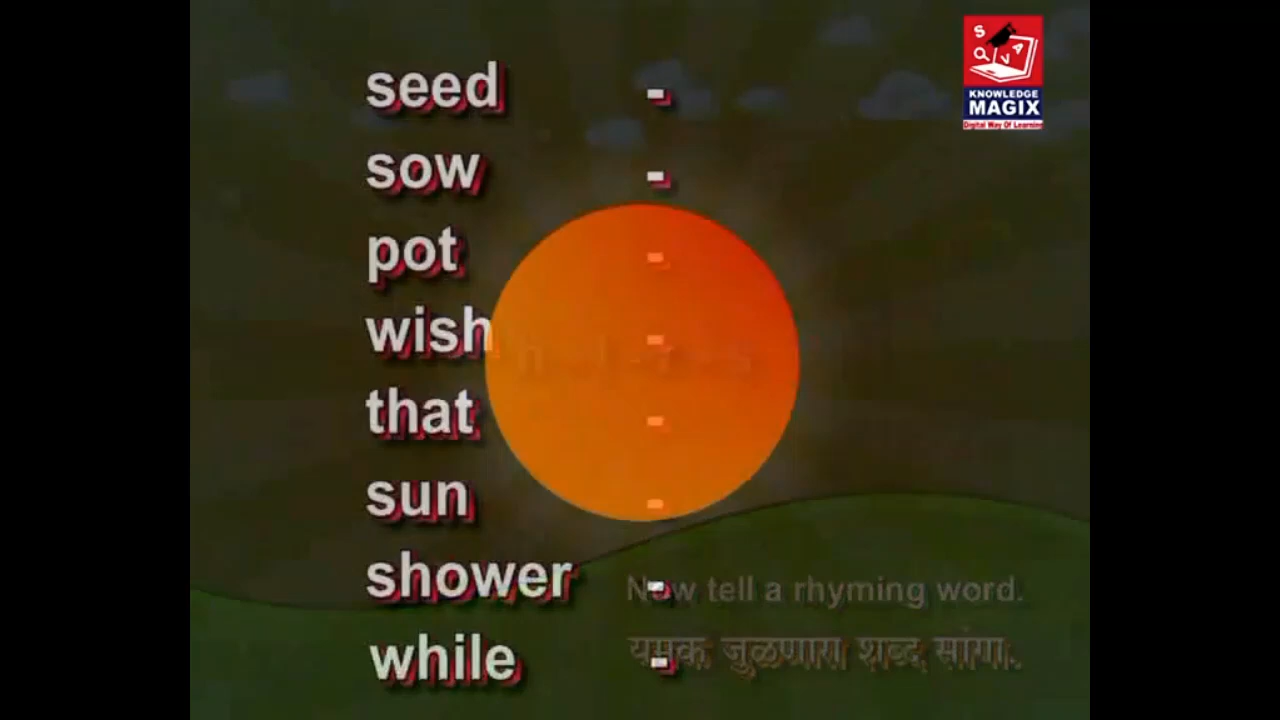 seed -
sow -
pot -
wish -
that -
sun -
shower -
while -
Now tell a rhyming word.
यमक जुळणारा शब्द सांगा.
S
Q A
V
KNOWLEDGE
MAGIX
Digital Way Of Learning